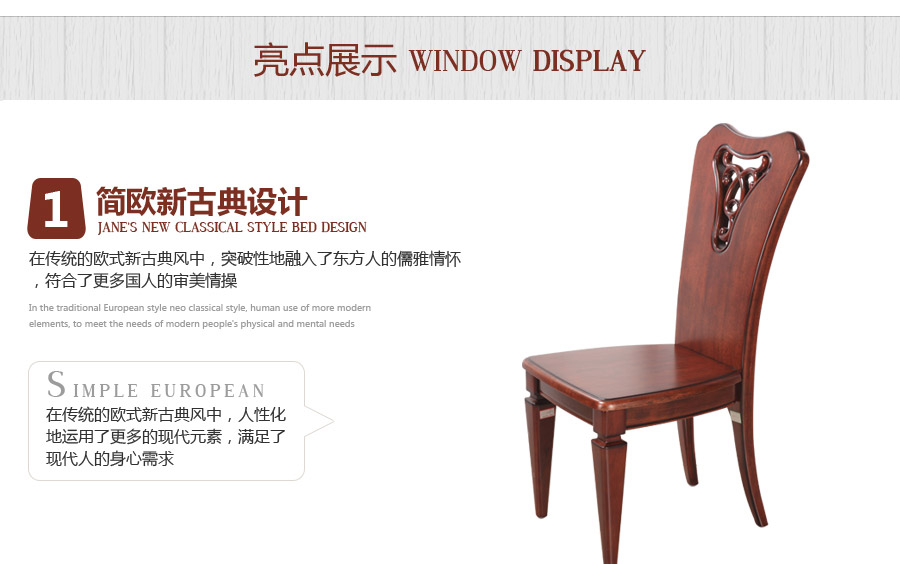 亮点展示 WINDOW DISPLAY
1
简欧新古典设计
JANE'S NEW CLASSICAL STYLE BED DESIGN
在传统的欧式新古典风中，突破性地融入了东方人的儒雅情怀
，符合了更多国人的审美情操
In the traditional European style neo classical style, human use of more modern
elements, to meet the needs of modern people's physical and mental needs
SIMPLE EUROPEAN
在传统的欧式新古典风中，人性化
地运用了更多的现代元素，满足了
现代人的身心需求